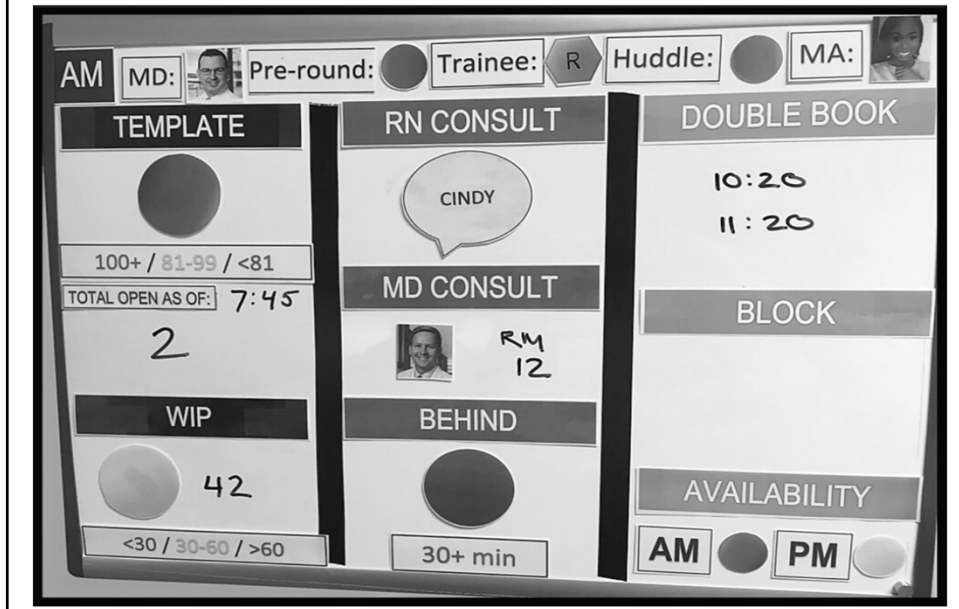 AM
MD:
Pre-round:
Trainee:
R
Huddle:
MA:
TEMPLATE
100+ / 81-99 / <81
TOTAL OPEN AS OF: 7:45
2
WIP
42
<30 / 30-60 / >60
RN CONSULT
CINDY
MD CONSULT
RM
12
BEHIND
30+ min
DOUBLE BOOK
10:20
11:20
BLOCK
AVAILABILITY
AM
PM